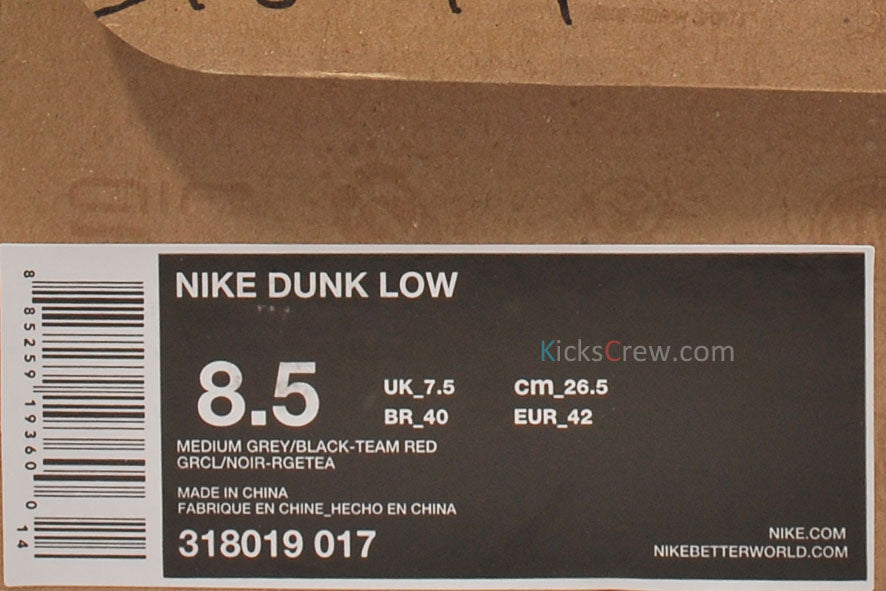 NIKE DUNK LOW
KicksCrew.com
8.5
UK_7.5 cm_26.5
BR_40 EUR_42
MEDIUM GREY/BLACK-TEAM RED
GRCL/NOIR-RGETEA
MADE IN CHINA
FABRIQUE EN CHINE_HECHO EN CHINA
318019 017
NIKE.COM
NIKEBETTERWORLD.COM
8 85259 19360 0 14